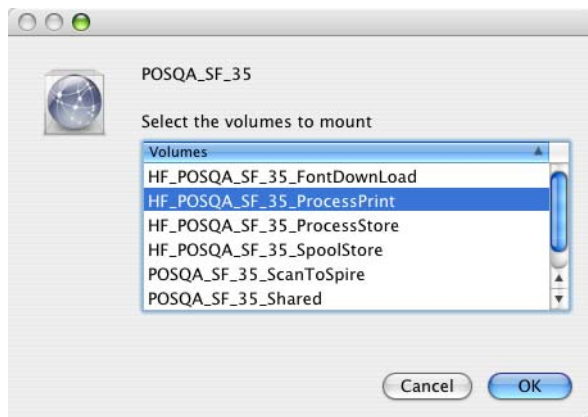 POSQA_SF_35
Select the volumes to mount
Volumes
HF_POSQA_SF_35_FontDownLoad
HF_POSQA_SF_35_ProcessPrint
HF_POSQA_SF_35_ProcessStore
HF_POSQA_SF_35_SpoolStore
POSQA_SF_35_ScanToSpire
POSQA_SF_35_Shared
Cancel OK